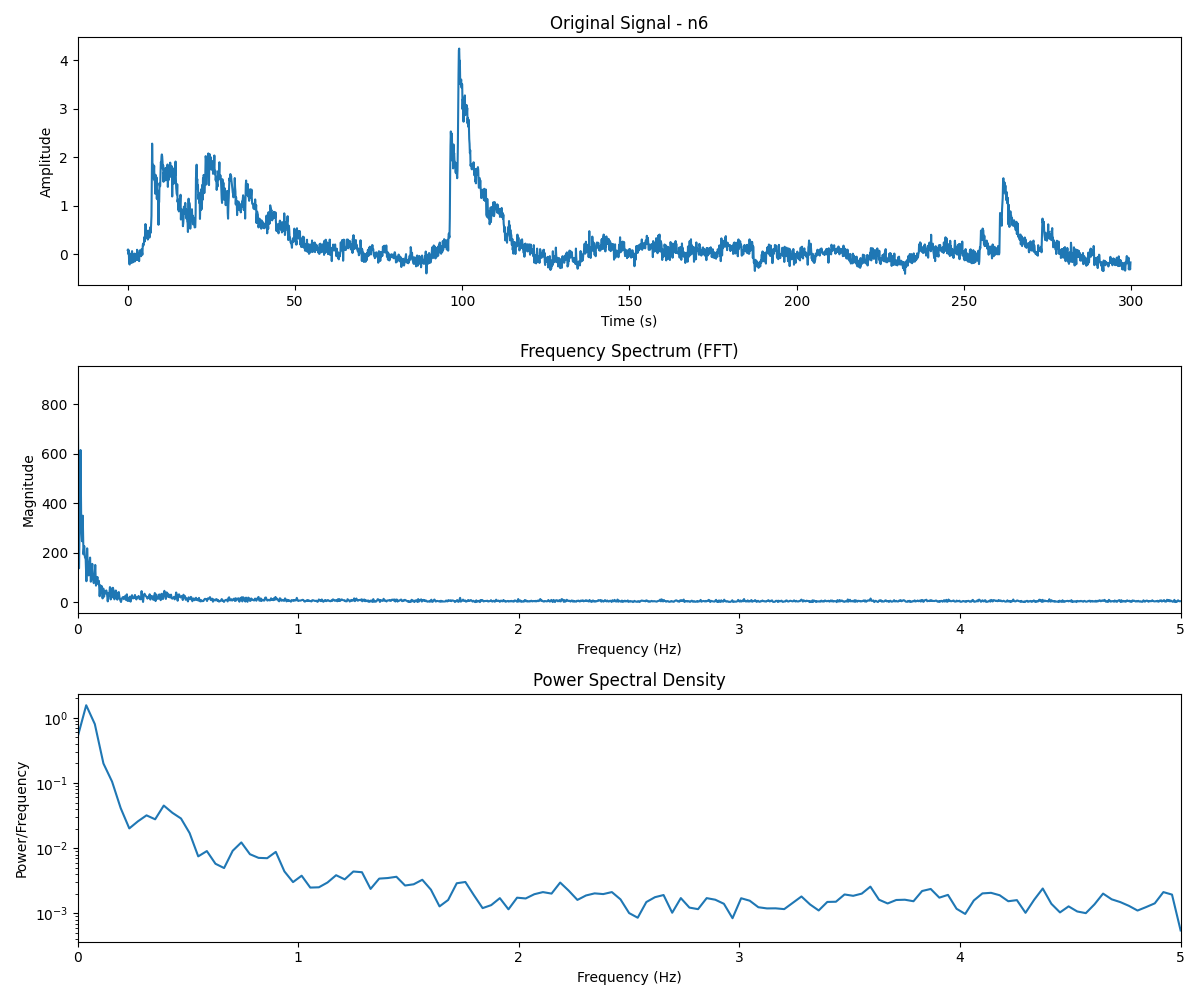 Original Signal - n6
4
3
2
1
0
Amplitude
0 50 100 150 200 250 300
Time (s)
Frequency Spectrum (FFT)
800
600
400
200
0
Magnitude
0 1 2 3 4 5
Frequency (Hz)
Power Spectral Density
10⁰
10⁻¹
10⁻²
10⁻³
Power/Frequency
0 1 2 3 4 5
Frequency (Hz)